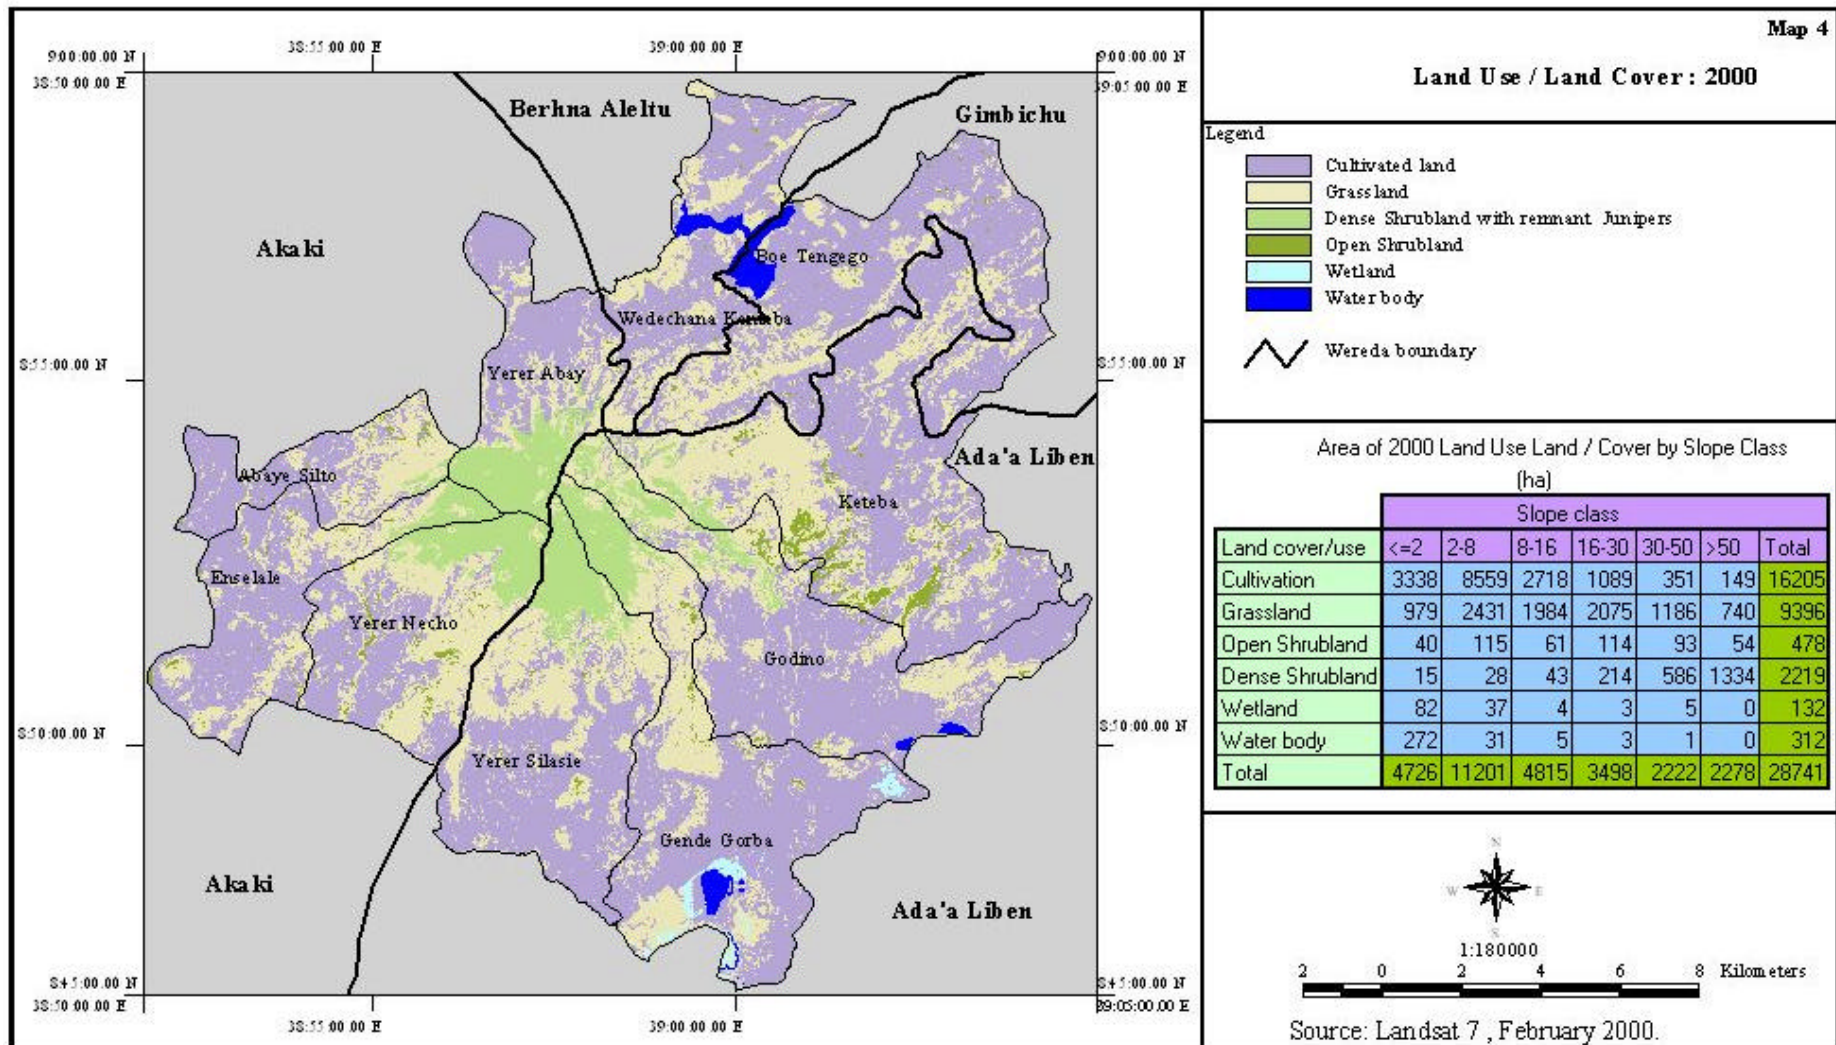 Map 4
Land Use / Land Cover : 2000
38:55:00.00 E
39:00:00.00 E
9:00:00.00 N
38:50:00.00 E
9:00:00.00 N
39:05:00.00 E
Berhna Aleltu
Gimbichu
Akaki
Boe Tengego
Wedechana Kentaba
Yerer Abay
8:55:00.00 N
8:55:00.00 N
Ada'a Liben
Abaye Silto
Keteba
Enselale
Yerer Necho
Godino
8:50:00.00 N
8:50:00.00 N
Yerer Silasie
Gende Gorba
Akaki
Ada'a Liben
8:45:00.00 N
38:50:00.00 E
8:45:00.00 N
39:05:00.00 E
38:55:00.00 E
39:00:00.00 E
Legend
Cultivated land
Grassland
Dense Shrubland with remnant Junipers
Open Shrubland
Wetland
Water body
Wereda boundary
Area of 2000 Land Use Land / Cover by Slope Class
(ha)
Slope class
Land cover/use <=2 2-8 8-16 16-30 30-50 >50 Total
Cultivation 3338 8559 2718 1089 351 149 16205
Grassland 979 2431 1984 2075 1186 740 9396
Open Shrubland 40 115 61 114 93 54 478
Dense Shrubland 15 28 43 214 586 1334 2219
Wetland 82 37 4 3 5 0 132
Water body 272 31 5 3 1 0 312
Total 4726 11201 4815 3498 2222 2278 28741
N
W E
S
1:180000
2 0 2 4 6 8 Kilometers
Source: Landsat 7 , February 2000.